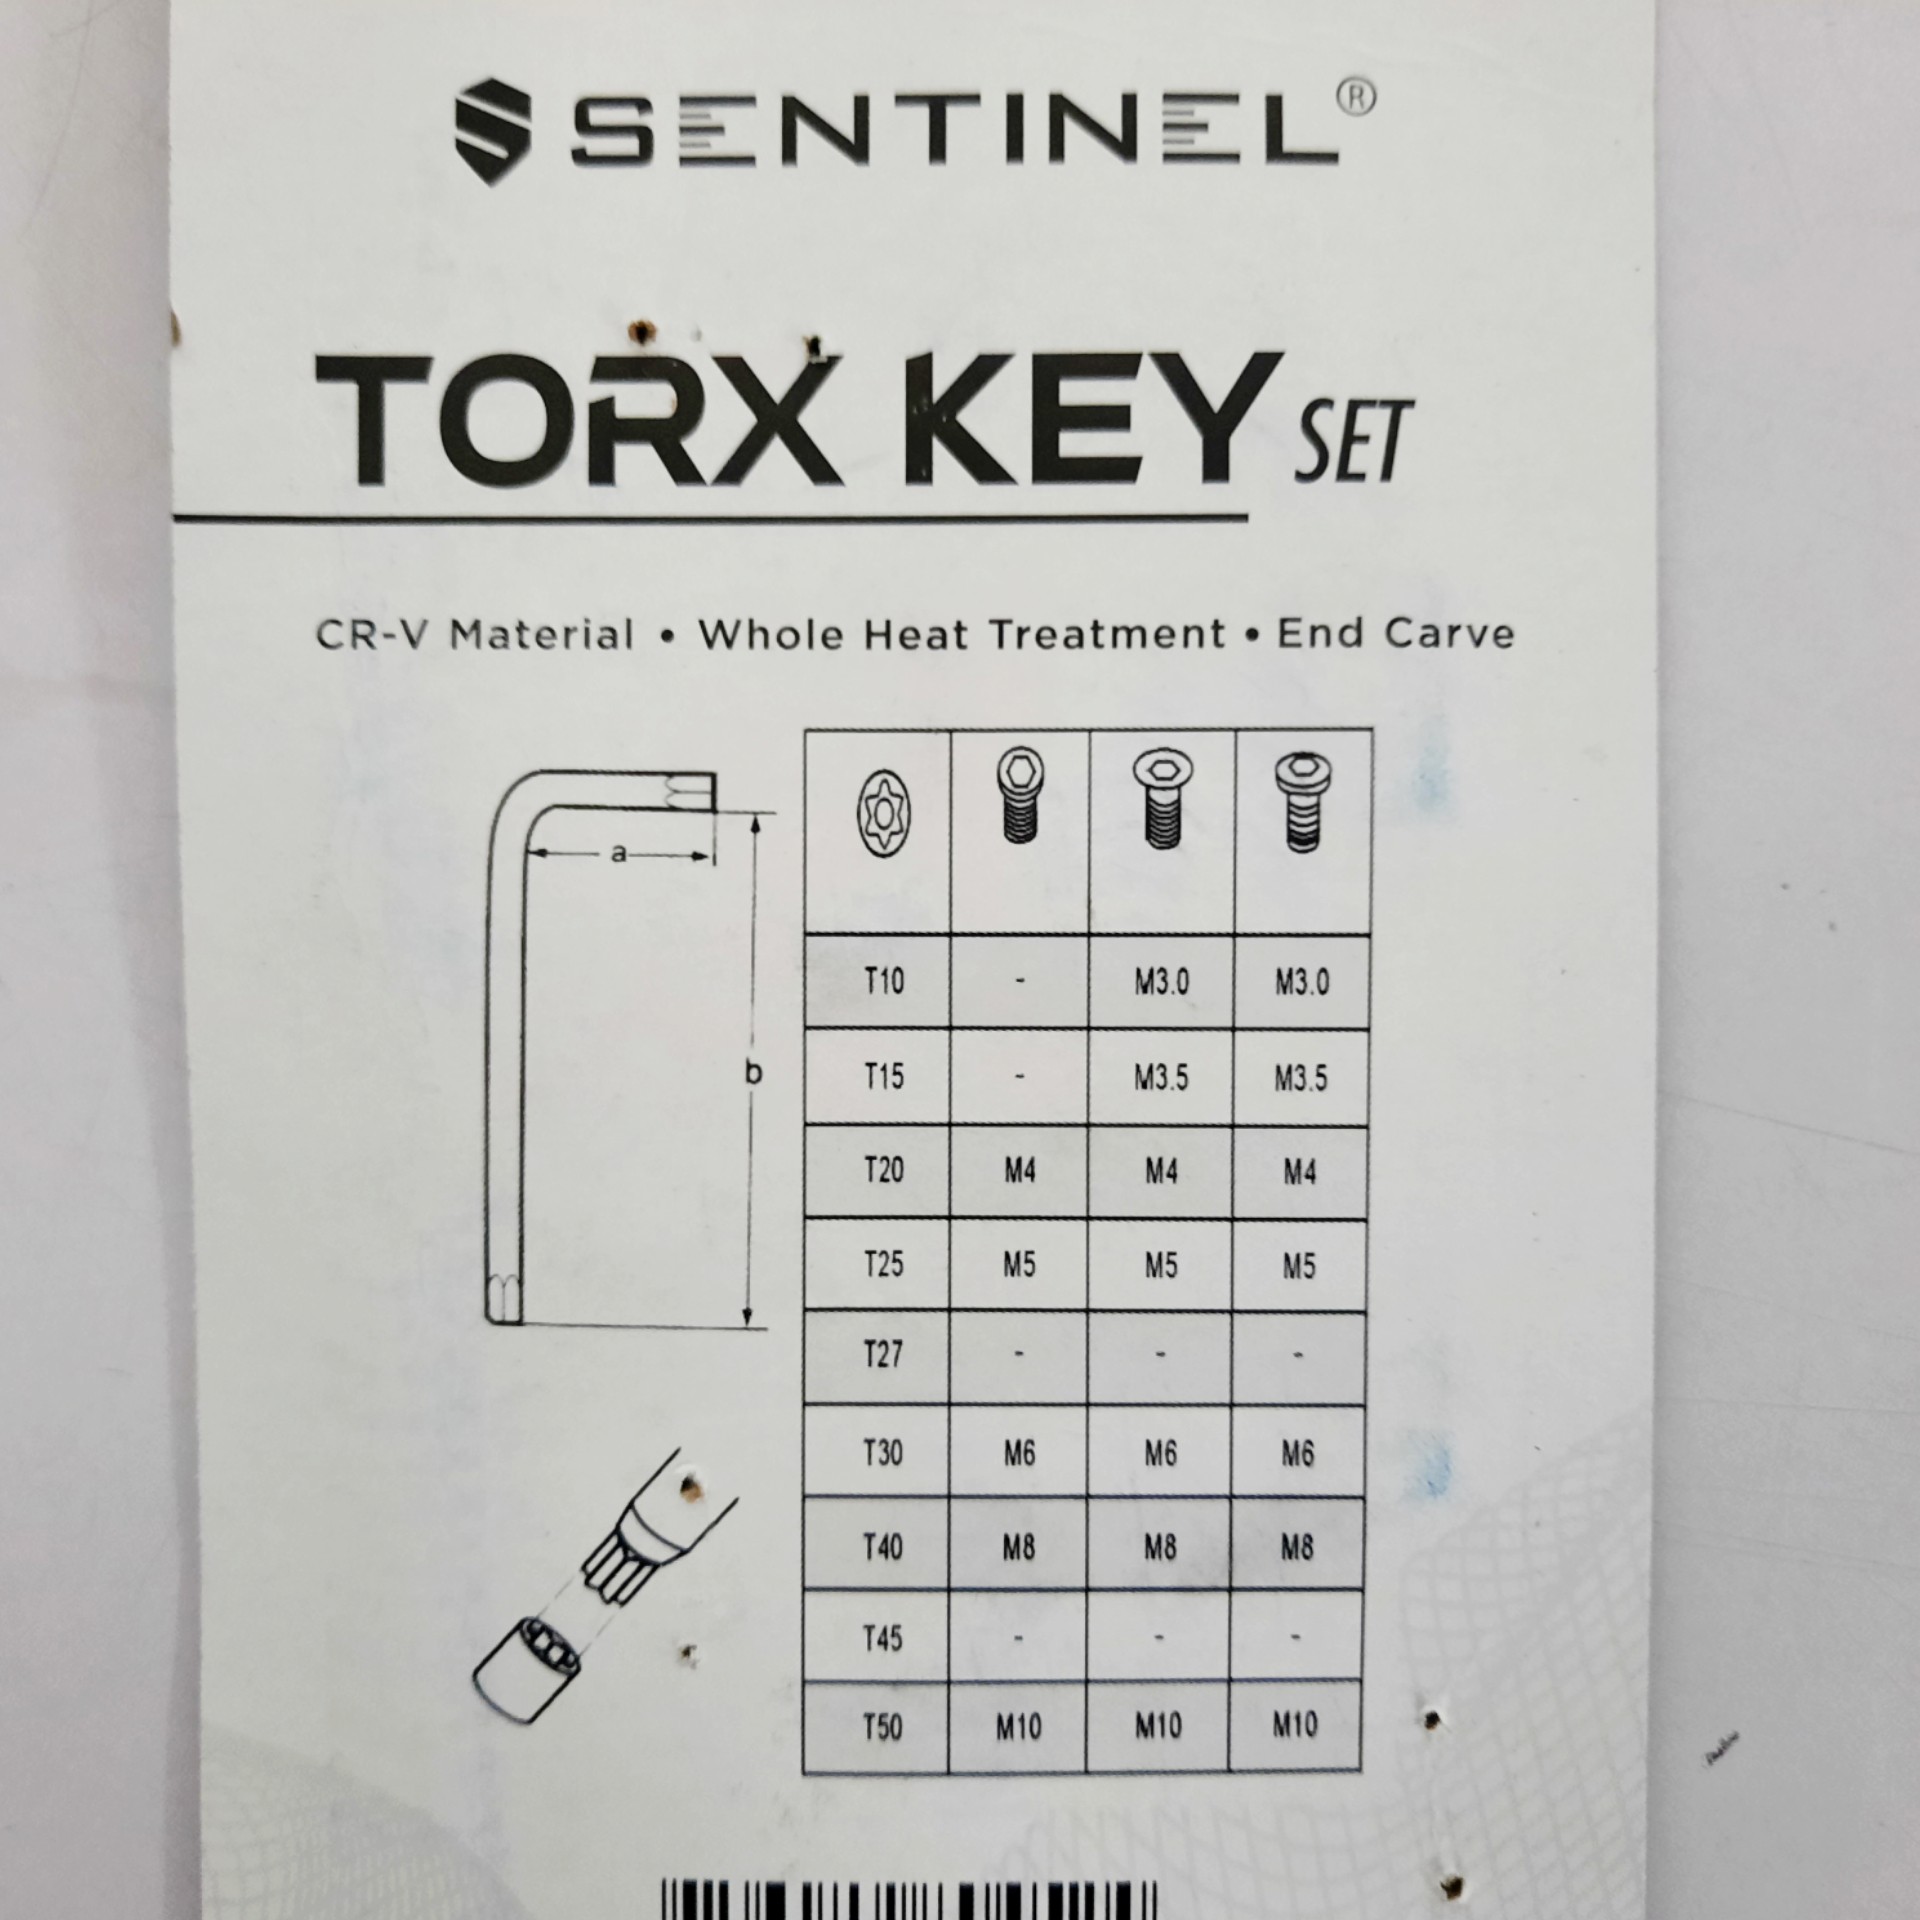 SENTINEL®
TORX KEY SET
CR-V Material • Whole Heat Treatment • End Carve
a
b
T10 - M3.0 M3.0
T15 - M3.5 M3.5
T20 M4 M4 M4
T25 M5 M5 M5
T27 - - -
T30 M6 M6 M6
T40 M8 M8 M8
T45 - - -
T50 M10 M10 M10